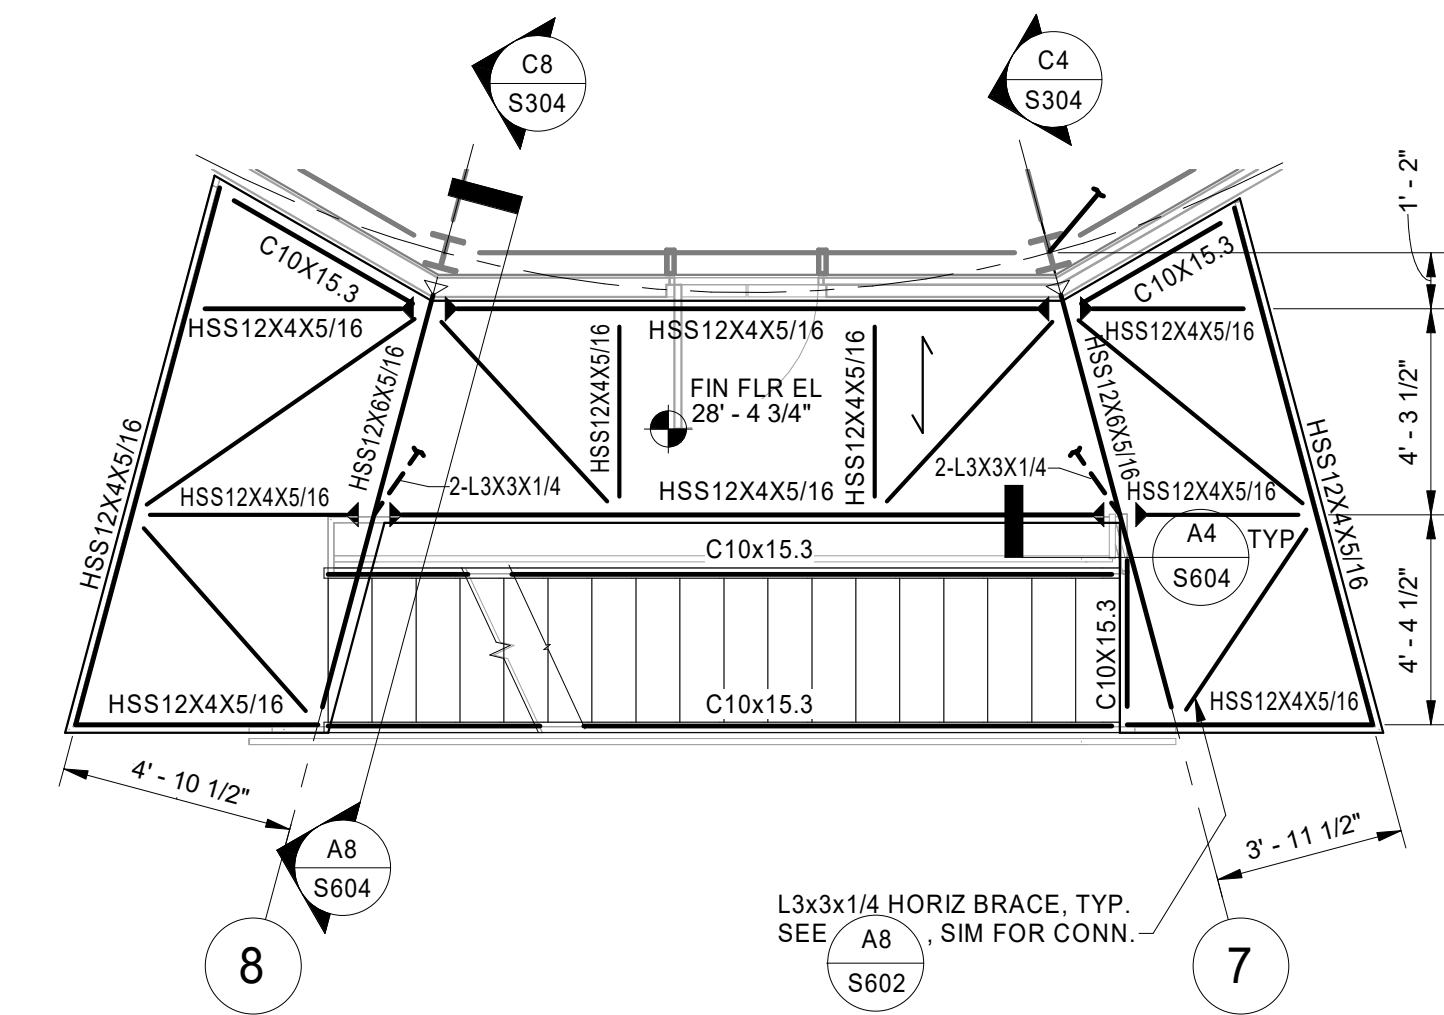 C8
S304
C4
S304
1' - 2"
C10X15.3
C10X15.3
HSS12X4X5/16
HSS12X4X5/16
HSS12X4X5/16
HSS12X6X5/16
HSS12X4X5/16
HSS12X4X5/16
HSS12X6X5/16
FIN FLR EL
28' - 4 3/4"
4' - 3 1/2"
HSS12X4X5/16
HSS12X4X5/16
2-L3X3X1/4
2-L3X3X1/4
HSS12X4X5/16
HSS12X4X5/16
HSS12X4X5/16
HSS12X4X5/16
C10x15.3
A4
S604
TYP
C10X15.3
4' - 4 1/2"
HSS12X4X5/16
C10x15.3
HSS12X4X5/16
4' - 10 1/2"
3' - 11 1/2"
A8
S604
L3x3x1/4 HORIZ BRACE, TYP.
SEE A8 , SIM FOR CONN.
S602
8
7